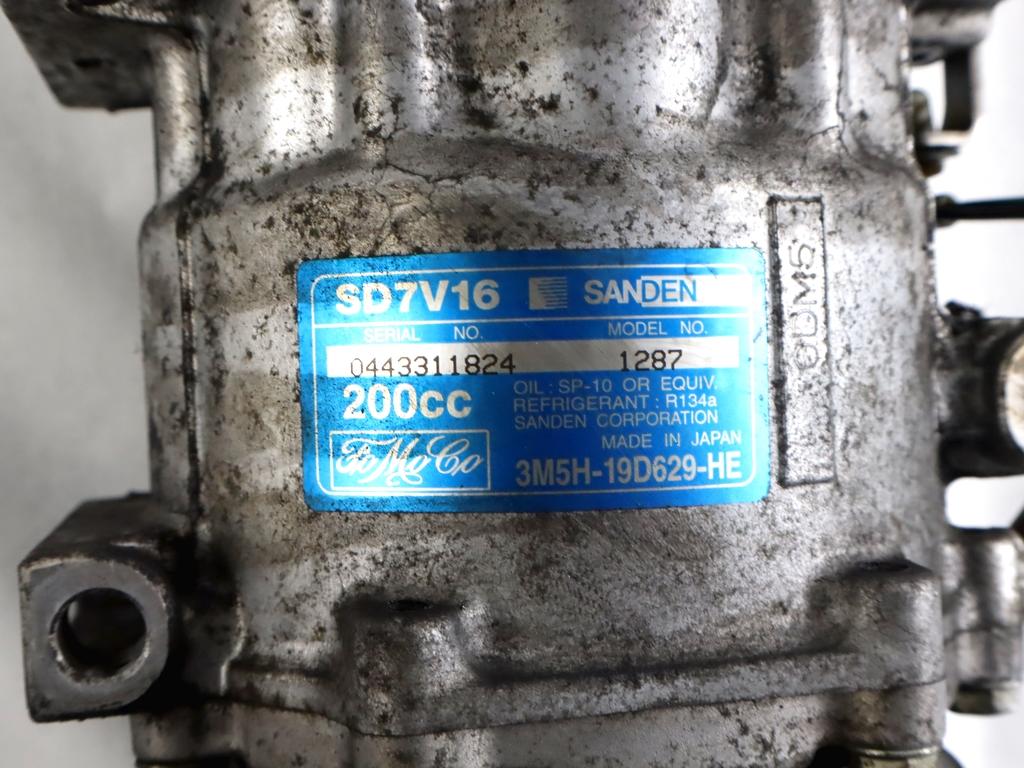 SD7V16 SANDEN
SERIAL NO. MODEL NO.
0443311824 1287
200cc
OIL : SP-10 OR EQUIV.
REFRIGERANT : R134a
SANDEN CORPORATION
MADE IN JAPAN
FoMoCo
3M5H-19D629-HE